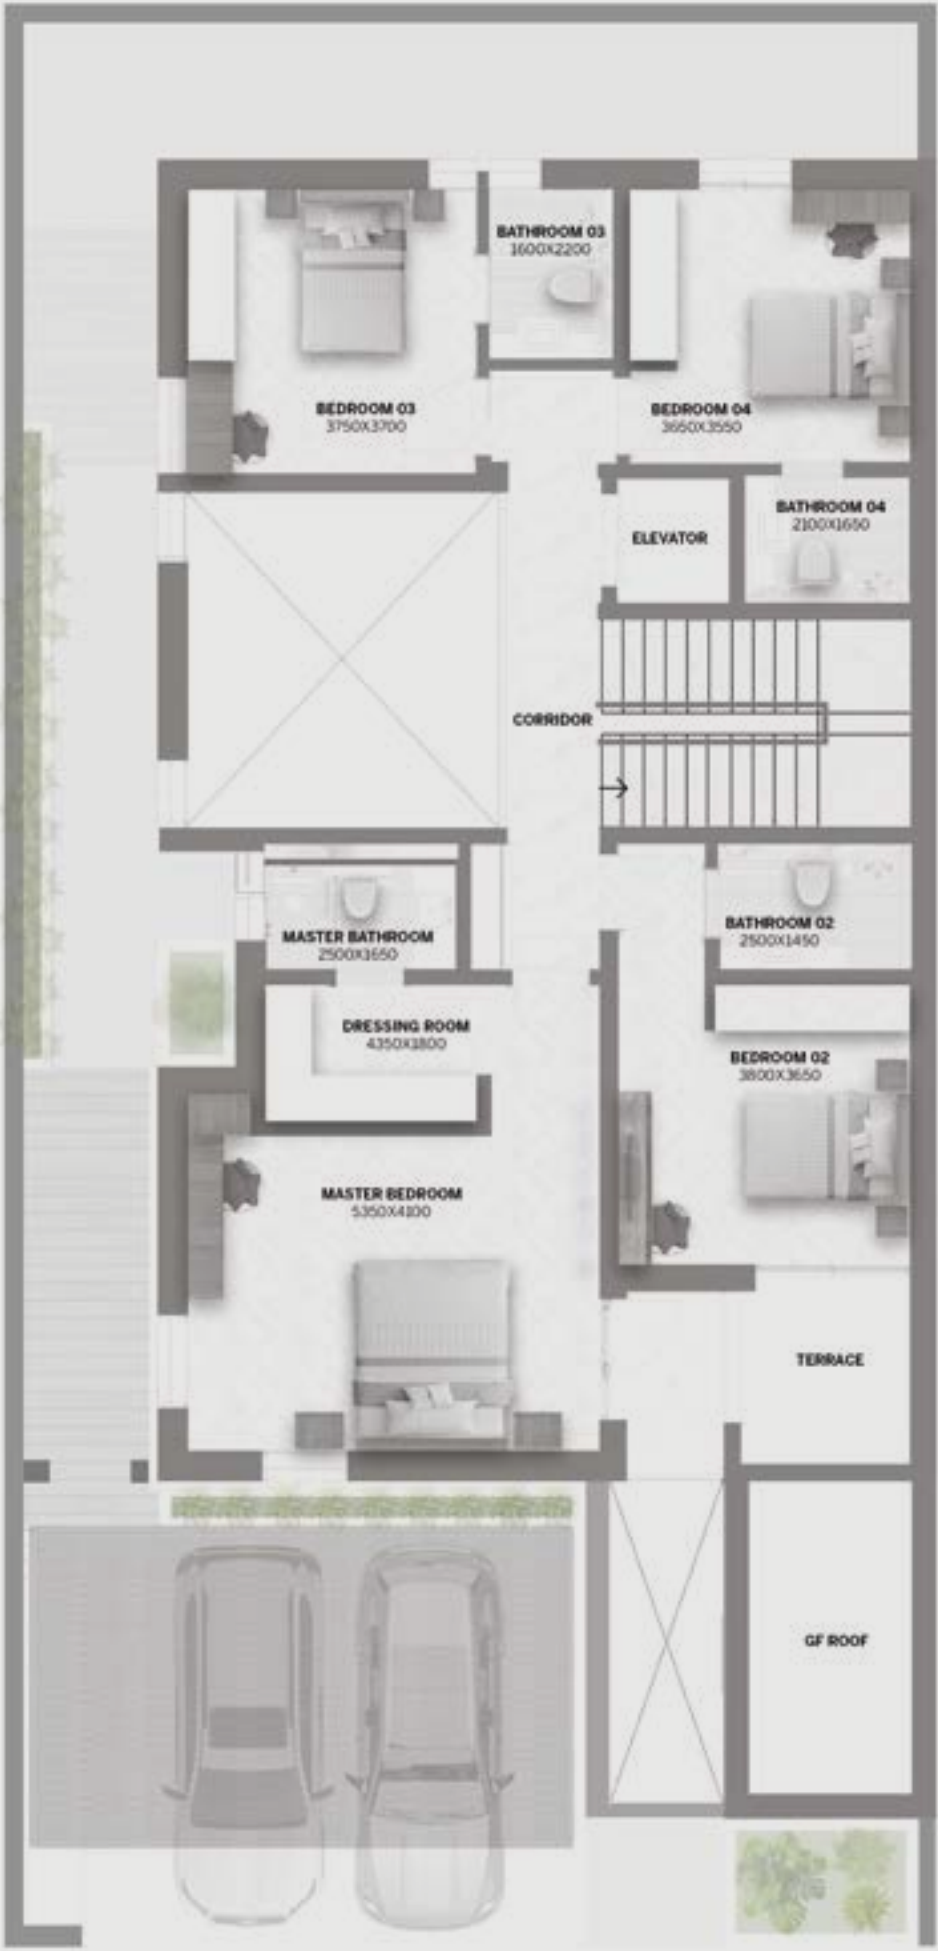 BATHROOM 03
1600X2200
BEDROOM 03
3750X3700
BEDROOM 04
3650X3550
BATHROOM 04
2100X1650
ELEVATOR
CORRIDOR
MASTER BATHROOM
2500X1650
BATHROOM 02
2500X1450
DRESSING ROOM
4350X1800
BEDROOM 02
3800X3650
MASTER BEDROOM
5350X4100
TERRACE
GF ROOF